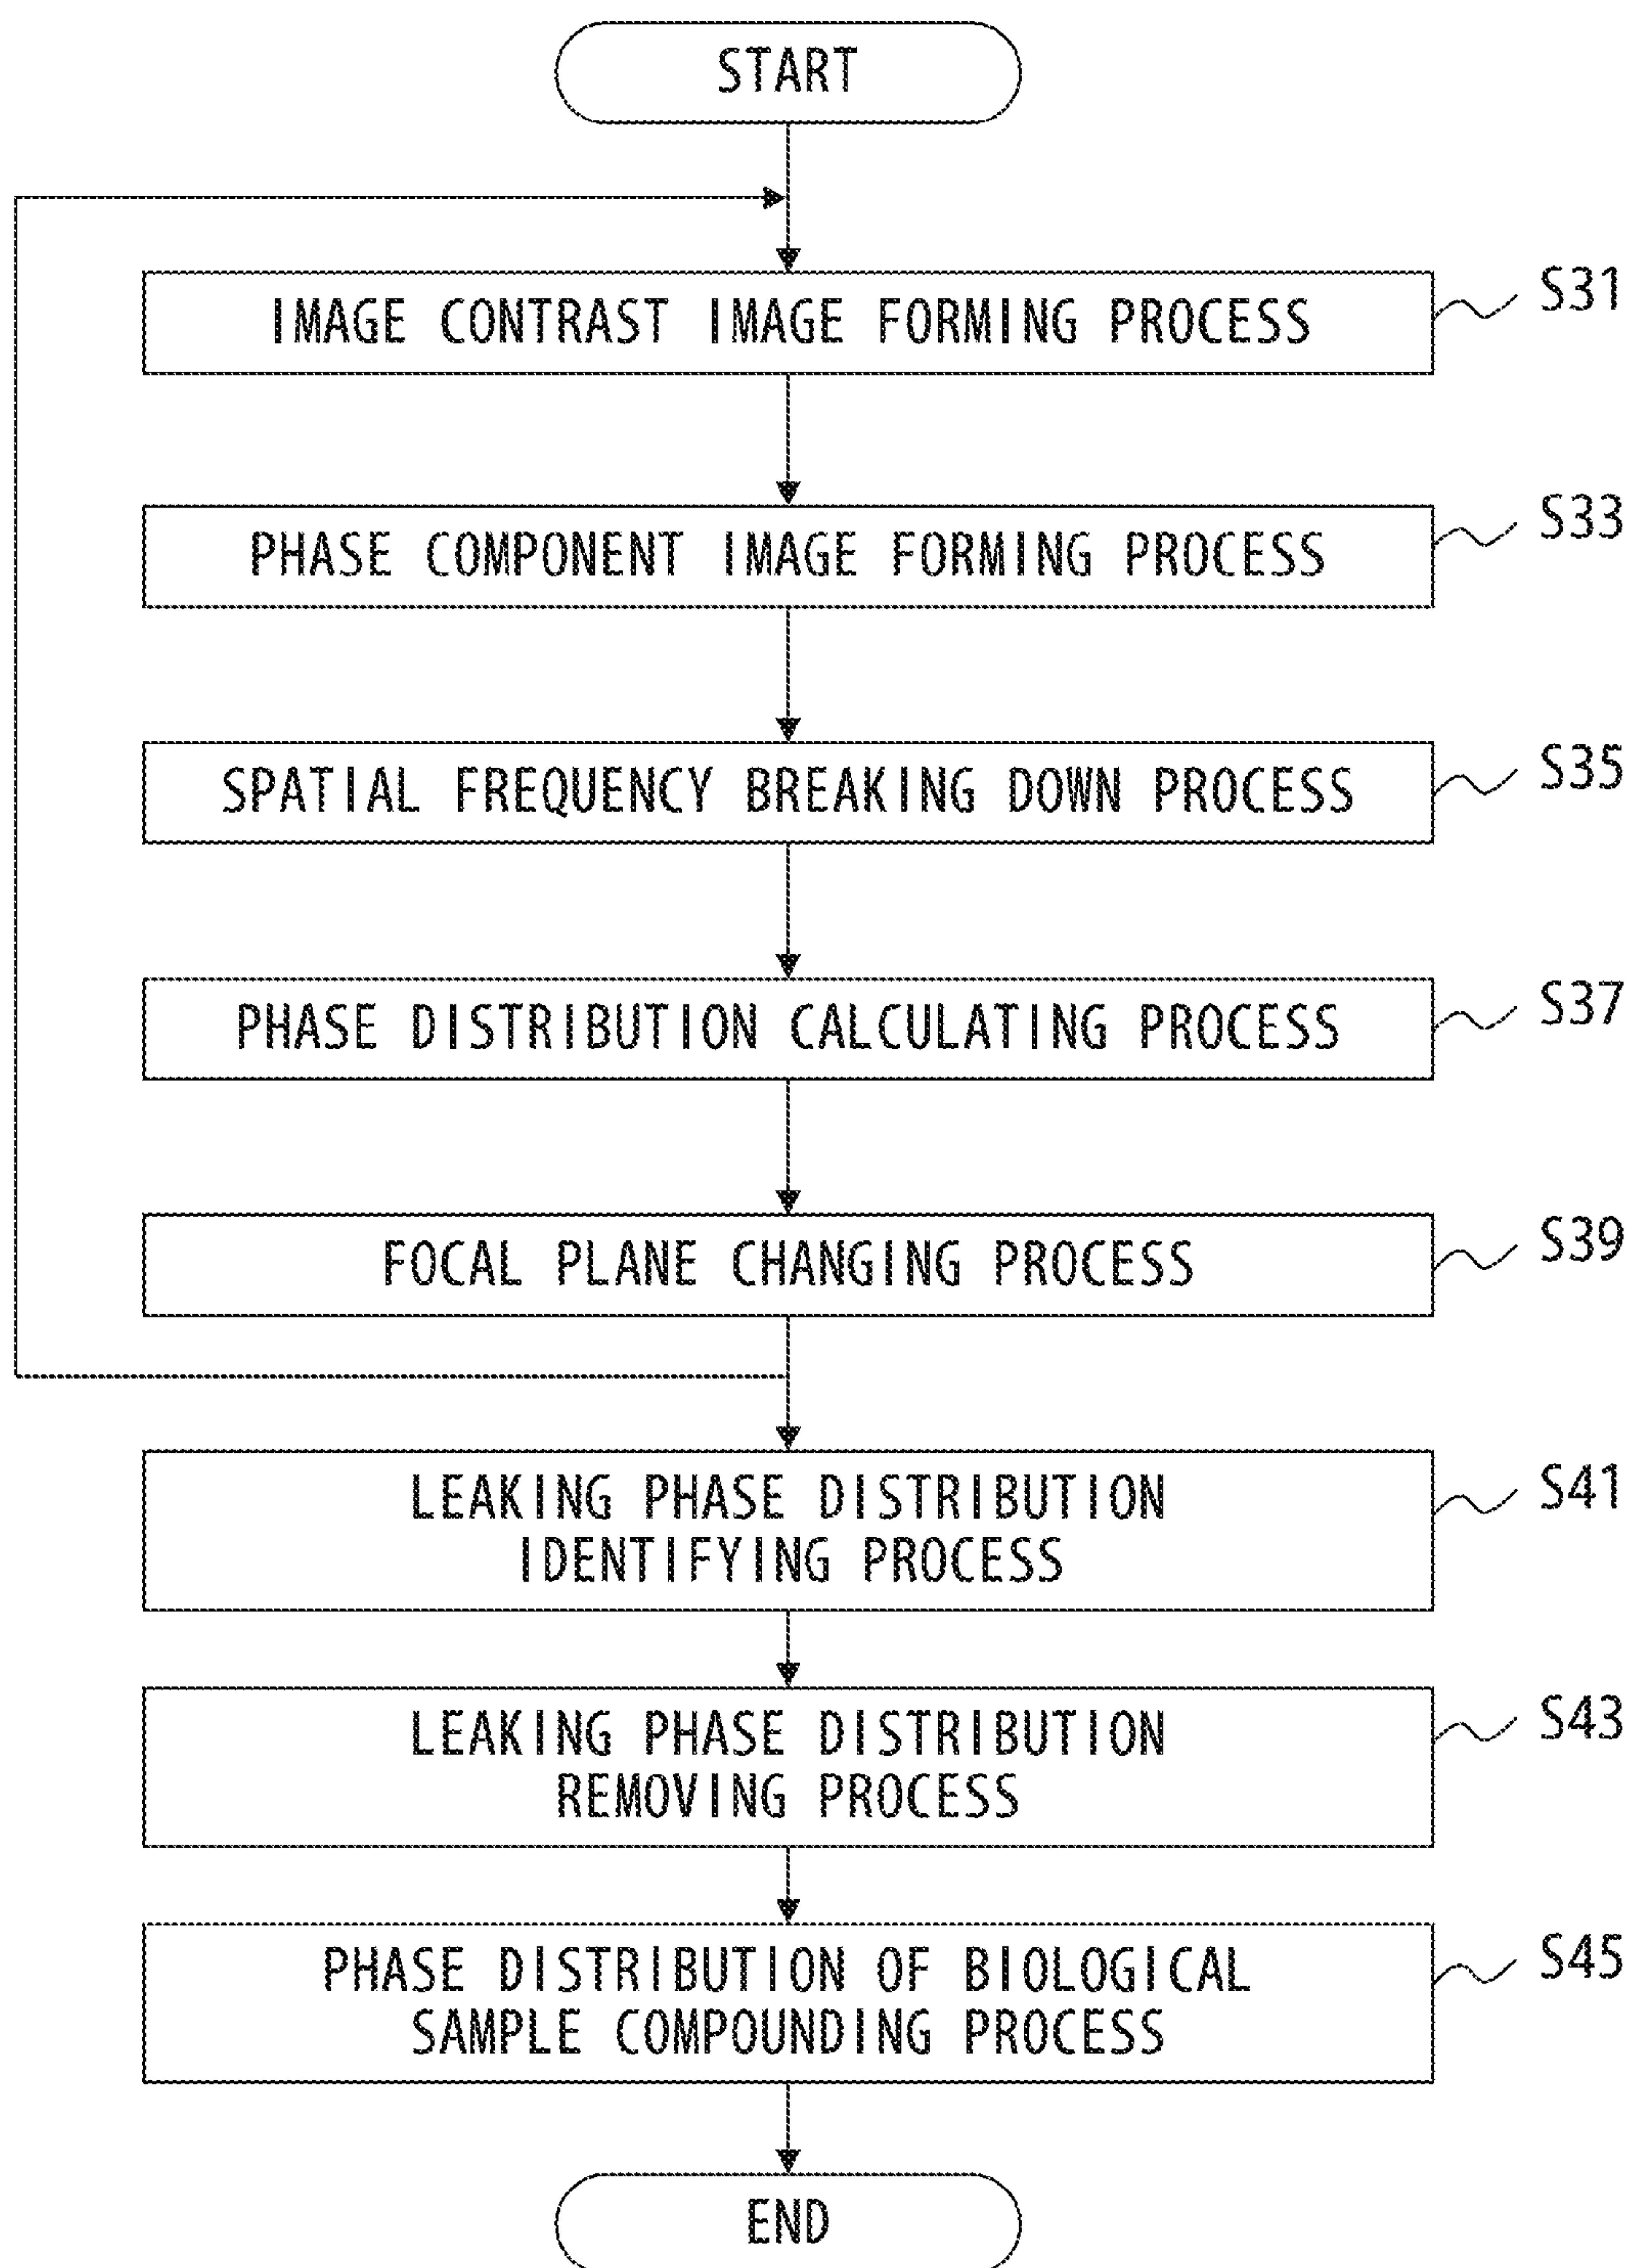 START
IMAGE CONTRAST IMAGE FORMING PROCESS
S31
PHASE COMPONENT IMAGE FORMING PROCESS
S33
SPATIAL FREQUENCY BREAKING DOWN PROCESS
S35
PHASE DISTRIBUTION CALCULATING PROCESS
S37
FOCAL PLANE CHANGING PROCESS
S39
LEAKING PHASE DISTRIBUTION
IDENTIFYING PROCESS
S41
LEAKING PHASE DISTRIBUTION
REMOVING PROCESS
S43
PHASE DISTRIBUTION OF BIOLOGICAL
SAMPLE COMPOUNDING PROCESS
S45
END